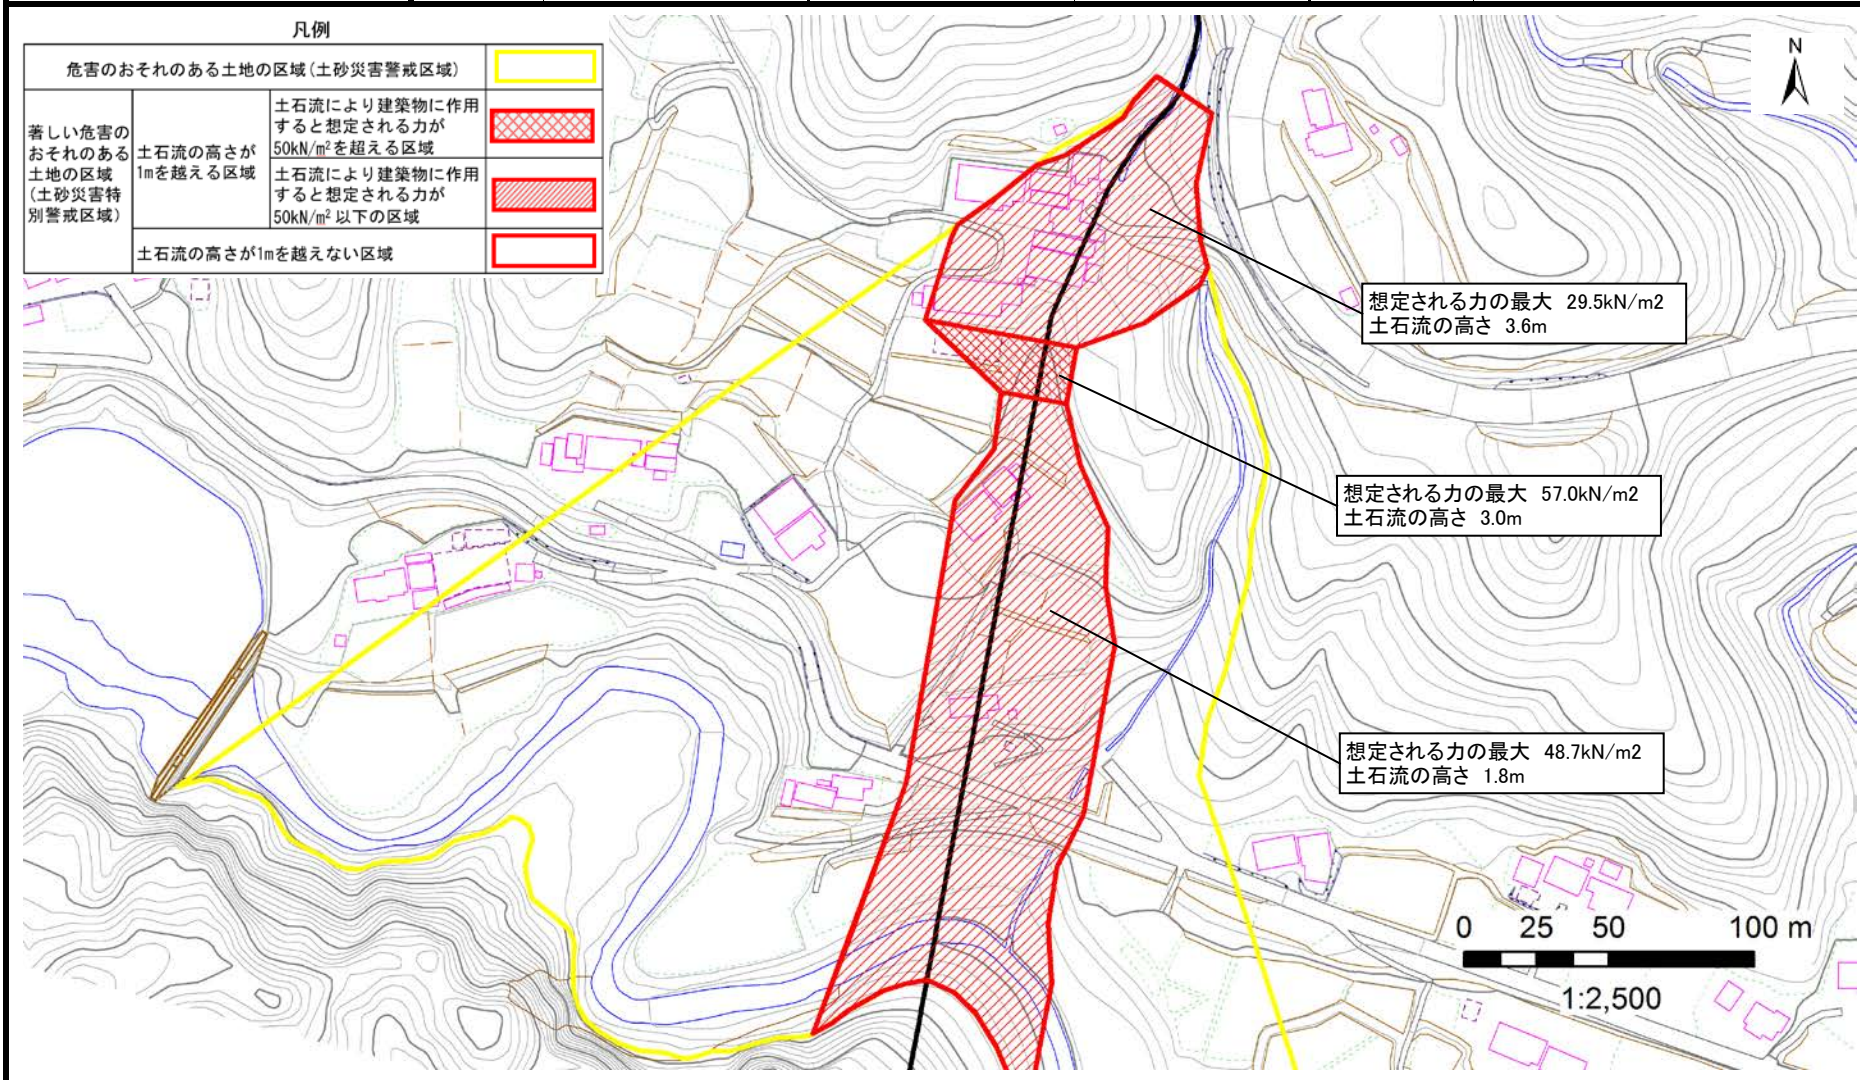 凡例
危害のおそれのある土地の区域(土砂災害警戒区域)
著しい危害の
おそれのある
土地の区域
(土砂災害特
別警戒区域)
土石流の高さが
1mを越える区域
土石流により建築物に作用
すると想定される力が
50kN/m²を超える区域
土石流により建築物に作用
すると想定される力が
50kN/m² 以下の区域
土石流の高さが1mを越えない区域
N
想定される力の最大 29.5kN/m2
土石流の高さ 3.6m
想定される力の最大 57.0kN/m2
土石流の高さ 3.0m
想定される力の最大 48.7kN/m2
土石流の高さ 1.8m
0 25 50 100 m
1:2,500